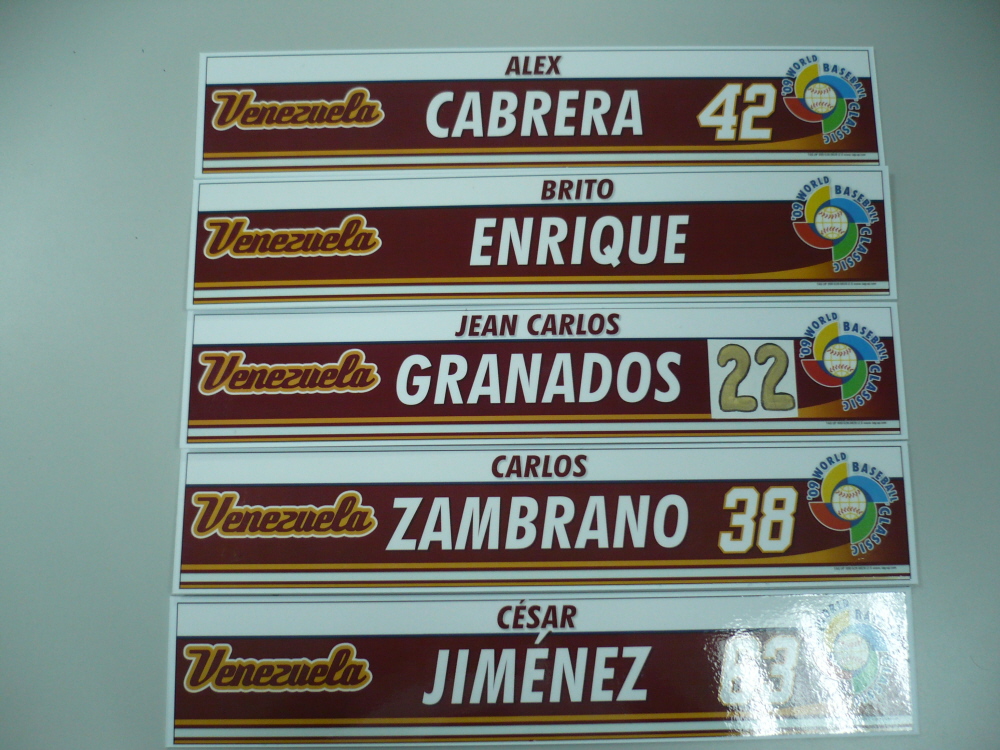 ALEX
Venezuela CABRERA 42 '09 WORLD BASEBALL CLASSIC
BRITO
Venezuela ENRIQUE '09 WORLD BASEBALL CLASSIC
JEAN CARLOS
Venezuela GRANADOS 22 '09 WORLD BASEBALL CLASSIC
CARLOS
Venezuela ZAMBRANO 38 '09 WORLD BASEBALL CLASSIC
CÉSAR
Venezuela JIMÉNEZ